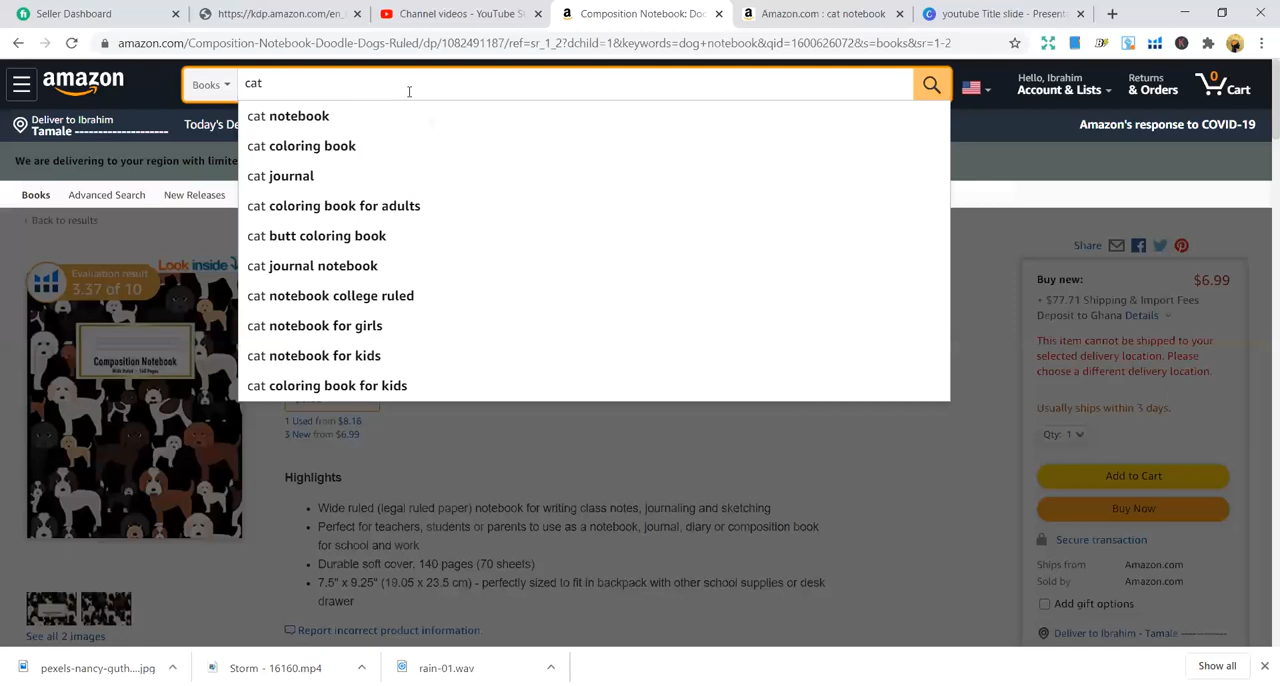 Seller Dashboard
https://kdp.amazon.com/en_
Channel videos - YouTube S
Composition Notebook: Do
Amazon.com : cat notebook
youtube Title slide - Present
amazon.com/Composition-Notebook-Doodle-Dogs-Ruled/dp/1082491187/ref=sr_1_2?dchild=1&keywords=dog+notebook&qid=1600626072&s=books&sr=1-2
amazon
Books
cat
Hello, Ibrahim
Account & Lists
Returns
& Orders
0
Cart
Deliver to Ibrahim
Tamale
Today's De
Amazon's response to COVID-19
We are delivering to your region with limite
Books
Advanced Search
New Releases
‹ Back to results
cat notebook
cat coloring book
cat journal
cat coloring book for adults
cat butt coloring book
cat journal notebook
cat notebook college ruled
cat notebook for girls
cat notebook for kids
cat coloring book for kids
Look inside
Evaluation result
3.37 of 10
Composition Notebook
Wide Ruled • 140 Pages
See all 2 images
1 Used from $8.16
3 New from $6.99
Highlights
• Wide ruled (legal ruled paper) notebook for writing class notes, journaling and sketching
• Perfect for teachers, students or parents to use as a notebook, journal, diary or composition book
for school and work
• Durable soft cover, 140 pages (70 sheets)
• 7.5" x 9.25" (19.05 x 23.5 cm) - perfectly sized to fit in backpack with other school supplies or desk
drawer
Report incorrect product information.
Share
Buy new:
$6.99
+ $77.71 Shipping & Import Fees
Deposit to Ghana Details
This item cannot be shipped to your
selected delivery location. Please
choose a different delivery location.
Usually ships within 3 days.
Qty: 1
Add to Cart
Buy Now
Secure transaction
Ships from Amazon.com
Sold by Amazon.com
Add gift options
Deliver to Ibrahim - Tamale
pexels-nancy-guth....jpg
Storm - 16160.mp4
rain-01.wav
Show all